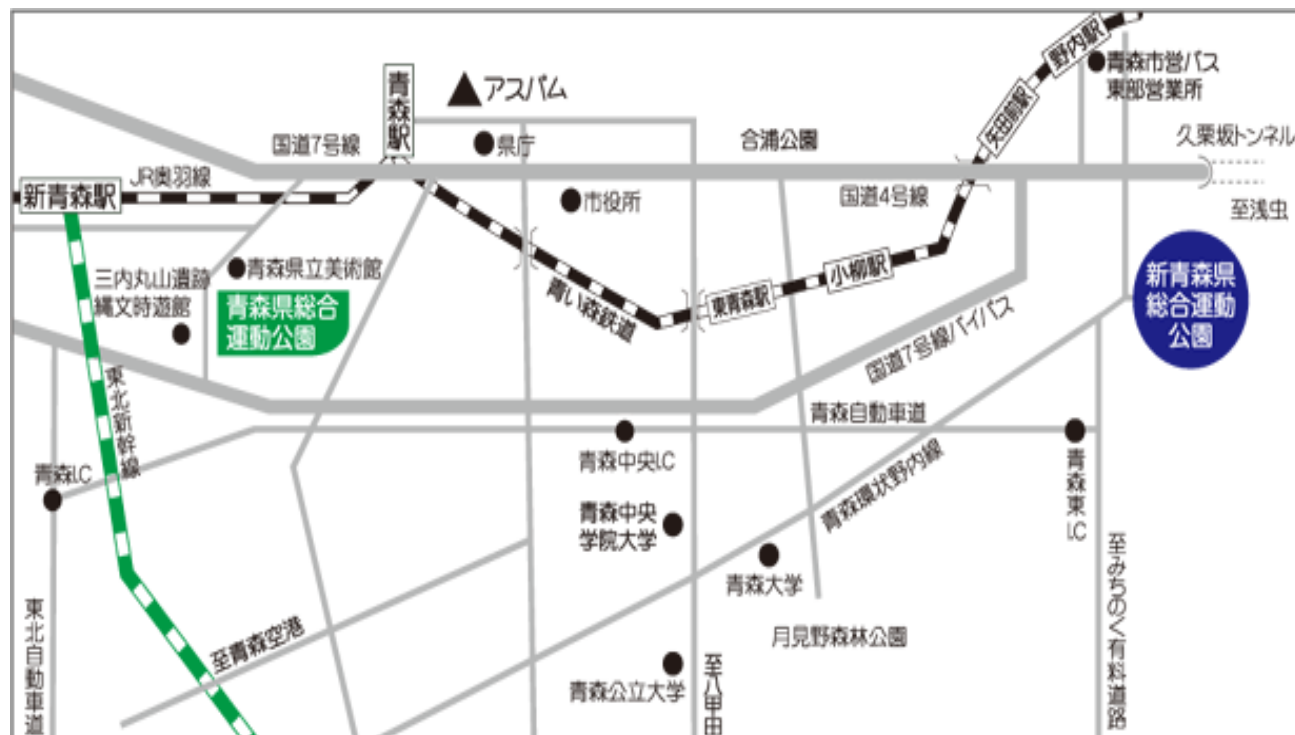 野内駅
青森市営バス
東部営業所
青森駅
アスパム
矢田前駅
県庁
国道7号線
合浦公園
久栗坂トンネル
JR奥羽線
新青森駅
市役所
国道4号線
至浅虫
三内丸山遺跡
縄文時遊館
青森県立美術館
青森県総合
運動公園
青い森鉄道
東青森駅
小柳駅
新青森県
総合運動
公園
国道7号線バイパス
東北新幹線
青森自動車道
青森I.C
青森中央I.C
青森環状野内線
青森東I.C
青森中央
学院大学
青森大学
至みちのく有料道路
東北自動車道
至青森空港
月見野森林公園
青森公立大学
至八甲田